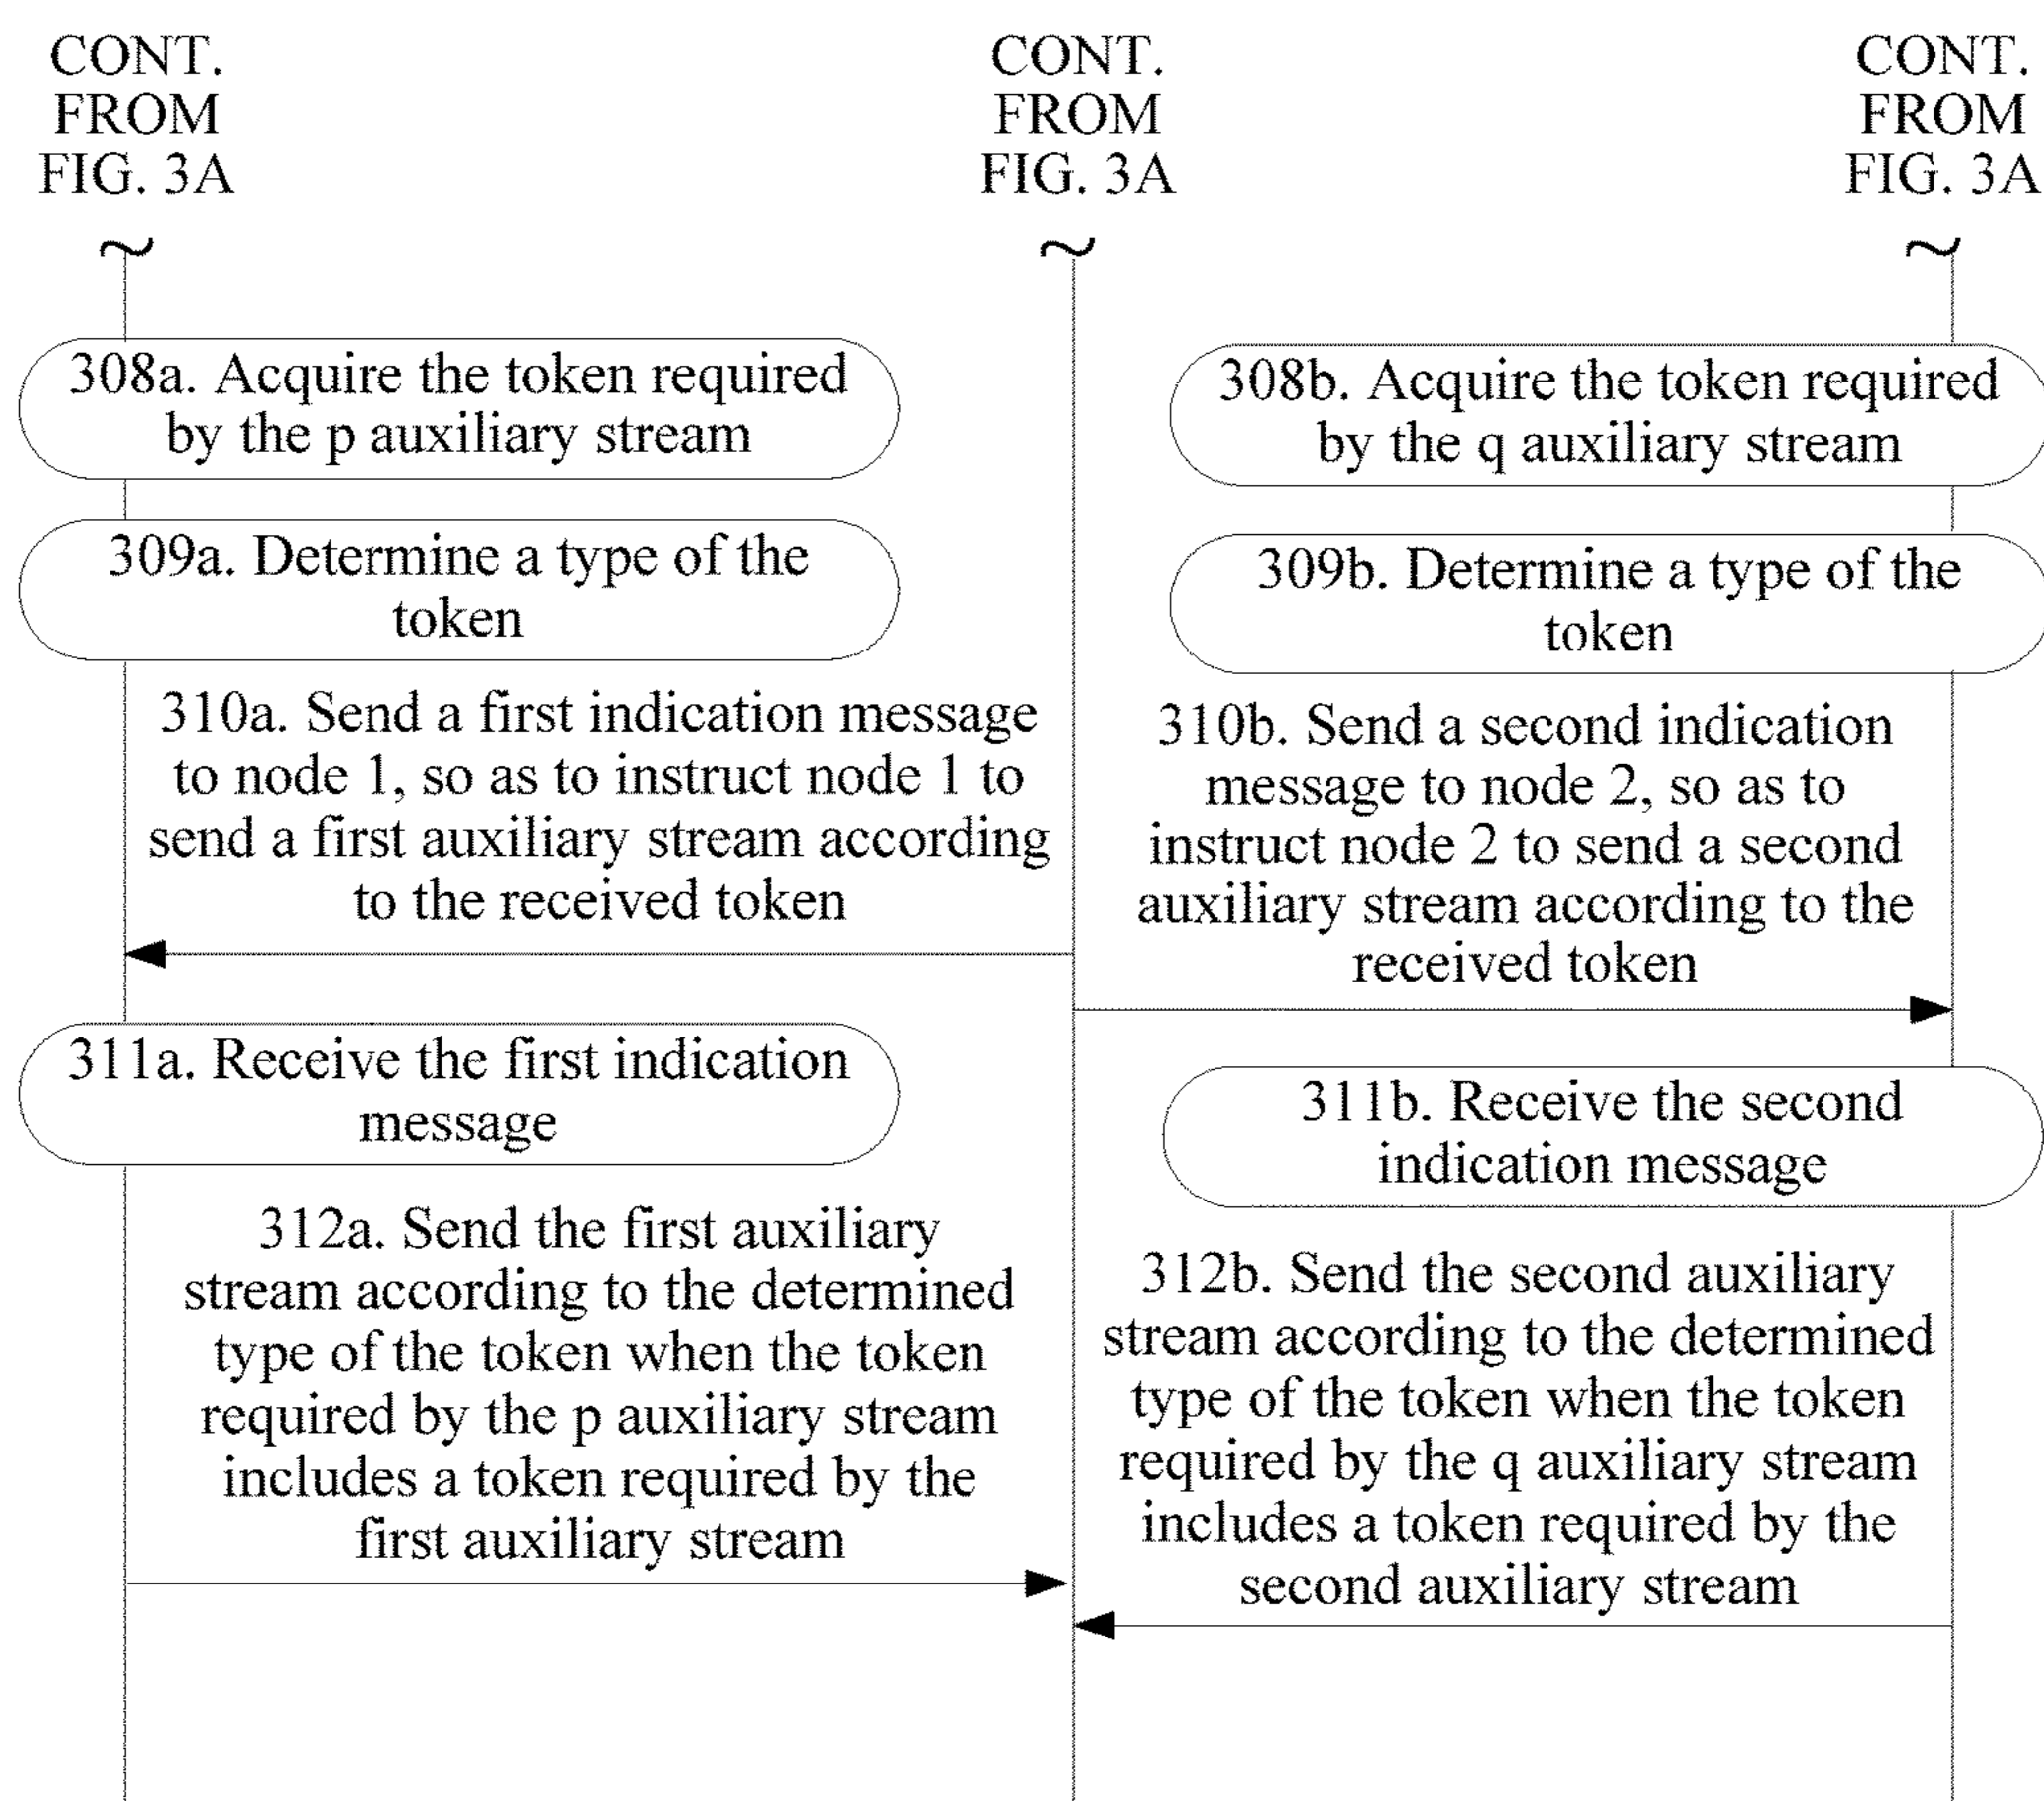 CONT.
FROM
FIG. 3A
CONT.
FROM
FIG. 3A
CONT.
FROM
FIG. 3A
308a. Acquire the token required
by the p auxiliary stream
308b. Acquire the token required
by the q auxiliary stream
309a. Determine a type of the
token
309b. Determine a type of the
token
310a. Send a first indication message
to node 1, so as to instruct node 1 to
send a first auxiliary stream according
to the received token
310b. Send a second indication
message to node 2, so as to
instruct node 2 to send a second
auxiliary stream according to the
received token
311a. Receive the first indication
message
311b. Receive the second
indication message
312a. Send the first auxiliary
stream according to the determined
type of the token when the token
required by the p auxiliary stream
includes a token required by the
first auxiliary stream
312b. Send the second auxiliary
stream according to the determined
type of the token when the token
required by the q auxiliary stream
includes a token required by the
second auxiliary stream